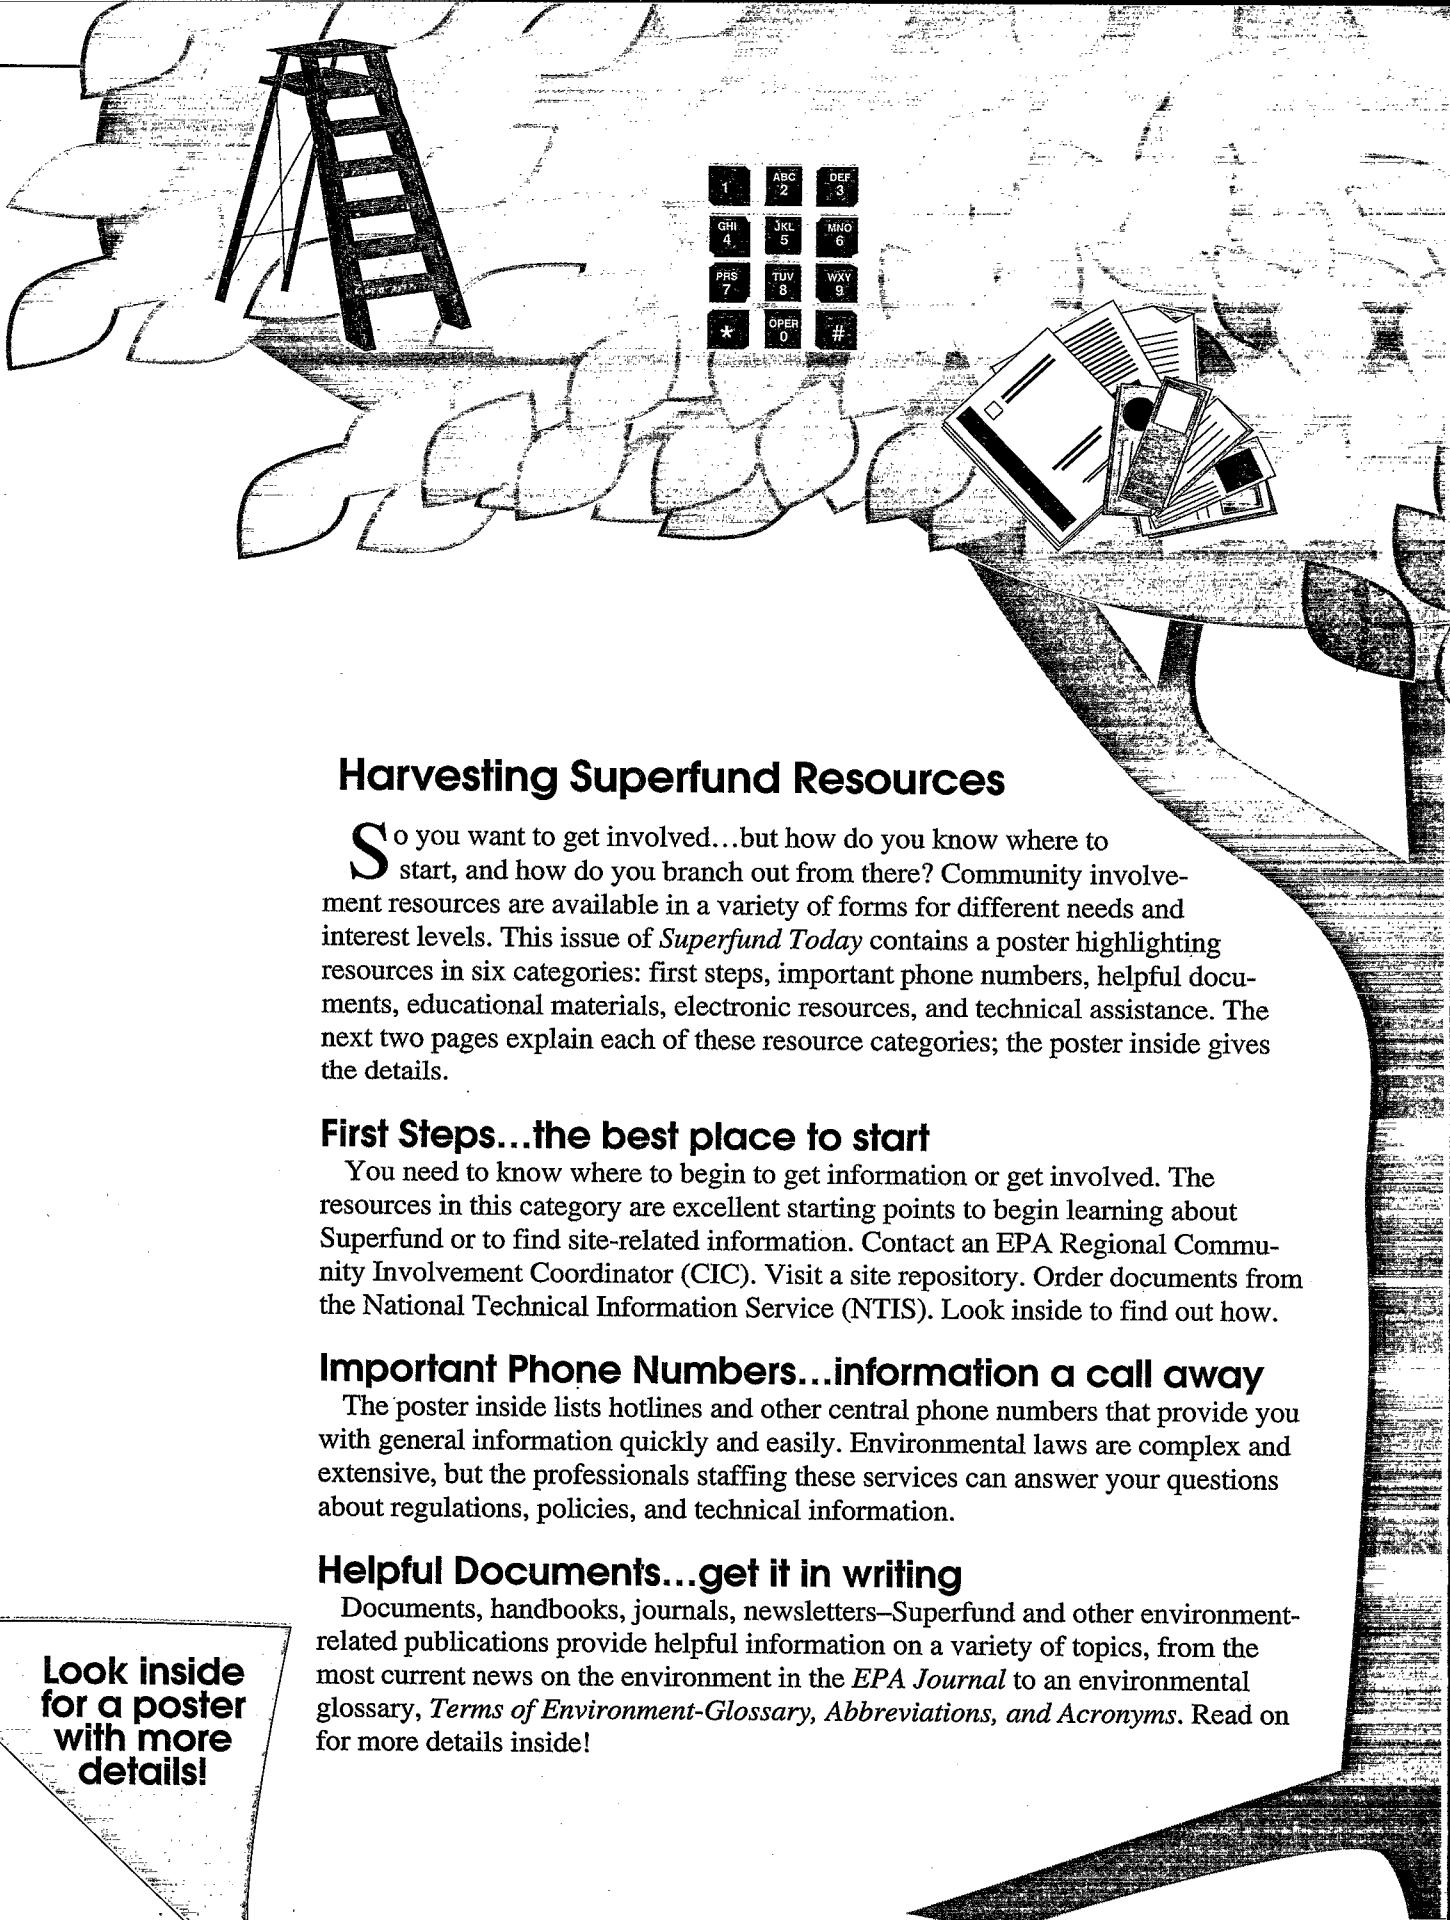 1
ABC
2
DEF
3
GHI
4
JKL
5
MNO
6
PRS
7
TUV
8
WXY
9
*
OPER
0
#
Harvesting Superfund Resources
So you want to get involved...but how do you know where to
start, and how do you branch out from there? Community involve-
ment resources are available in a variety of forms for different needs and
interest levels. This issue of Superfund Today contains a poster highlighting
resources in six categories: first steps, important phone numbers, helpful docu-
ments, educational materials, electronic resources, and technical assistance. The
next two pages explain each of these resource categories; the poster inside gives
the details.
First Steps...the best place to start
You need to know where to begin to get information or get involved. The
resources in this category are excellent starting points to begin learning about
Superfund or to find site-related information. Contact an EPA Regional Commu-
nity Involvement Coordinator (CIC). Visit a site repository. Order documents from
the National Technical Information Service (NTIS). Look inside to find out how.
Important Phone Numbers...information a call away
The poster inside lists hotlines and other central phone numbers that provide you
with general information quickly and easily. Environmental laws are complex and
extensive, but the professionals staffing these services can answer your questions
about regulations, policies, and technical information.
Helpful Documents...get it in writing
Documents, handbooks, journals, newsletters–Superfund and other environment-
related publications provide helpful information on a variety of topics, from the
most current news on the environment in the EPA Journal to an environmental
glossary, Terms of Environment-Glossary, Abbreviations, and Acronyms. Read on
for more details inside!
Look inside
for a poster
with more
details!